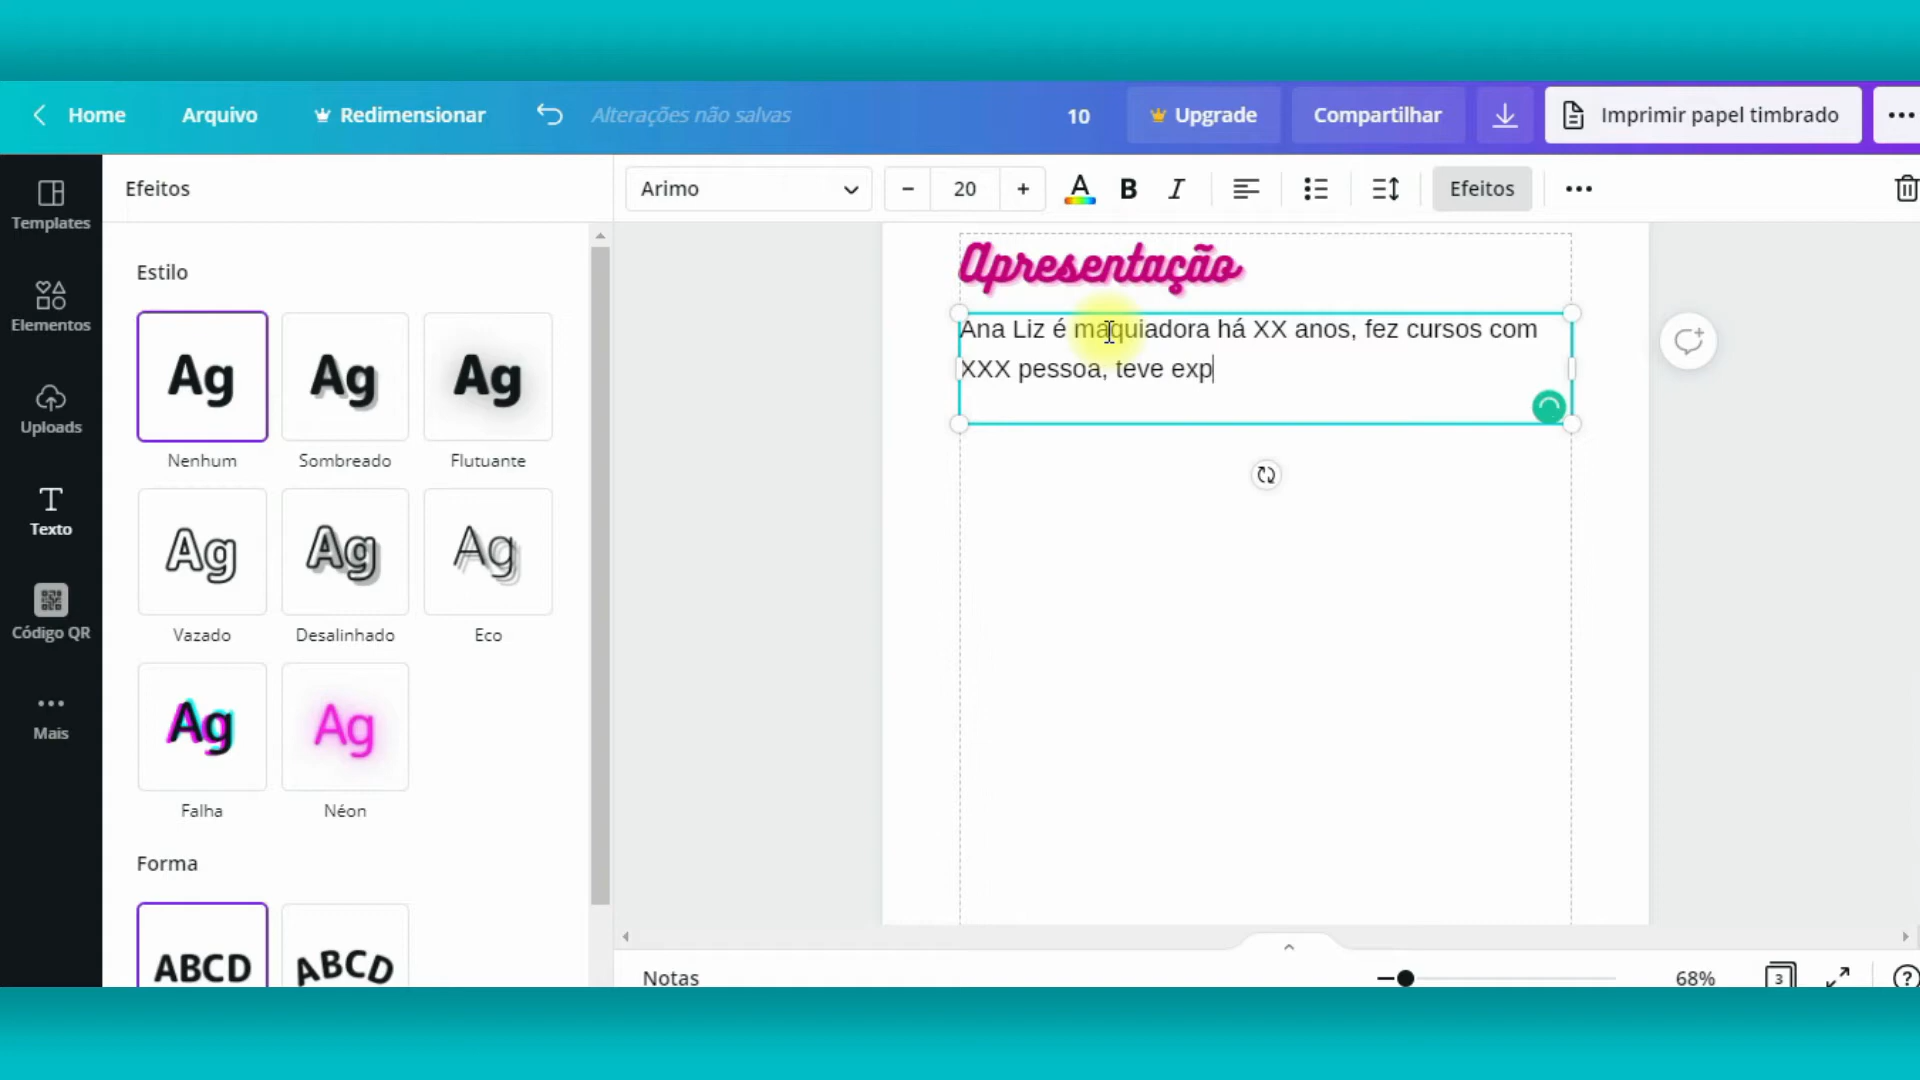 Home Arquivo Redimensionar Alterações não salvas 10 Upgrade Compartilhar Imprimir papel timbrado
Templates
Elementos
Uploads
Texto
Código QR
Mais
Efeitos
Estilo
Ag Ag Ag
Nenhum Sombreado Flutuante
Ag Ag Ag
Vazado Desalinhado Eco
Ag Ag
Falha Néon
Forma
ABCD ABCD
Arimo 20 A B I Efeitos
Apresentação
Ana Liz é maquiadora há XX anos, fez cursos com
XXX pessoa, teve exp
Notas 68% 3 ?